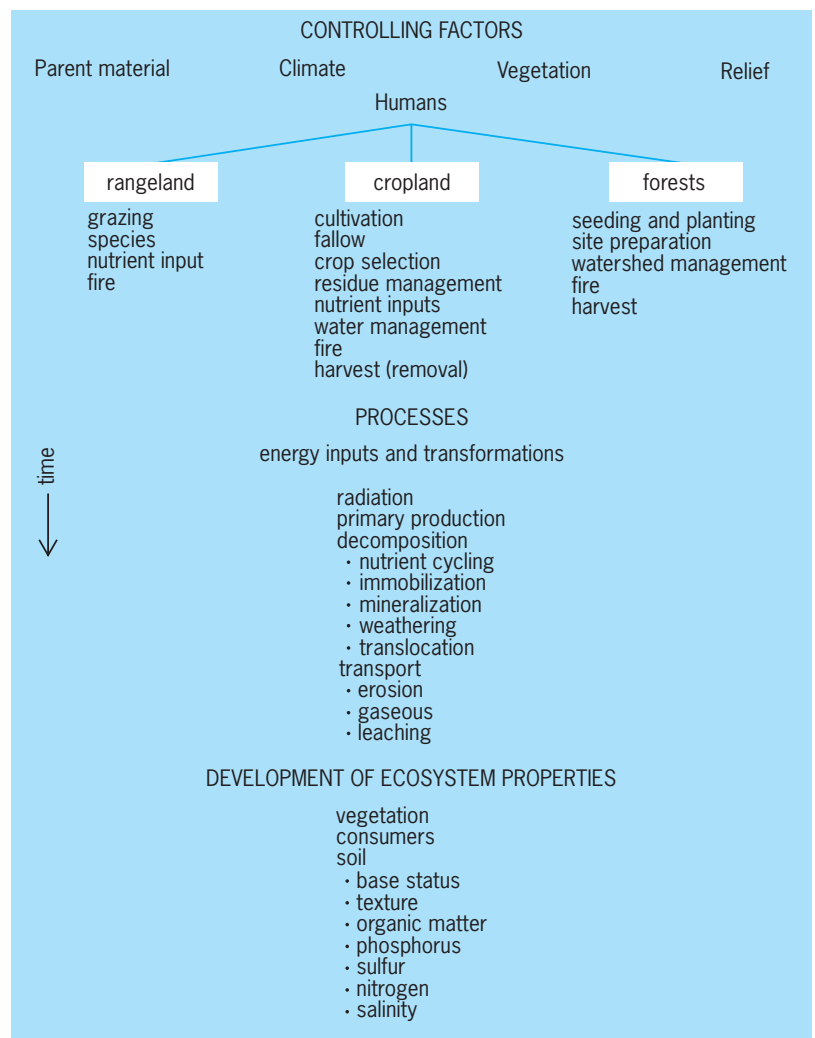 CONTROLLING FACTORS
Parent material Climate Vegetation Relief
Humans
rangeland
grazing
species
nutrient input
fire
cropland
cultivation
fallow
crop selection
residue management
nutrient inputs
water management
fire
harvest (removal)
forests
seeding and planting
site preparation
watershed management
fire
harvest
time
PROCESSES
energy inputs and transformations
radiation
primary production
decomposition
· nutrient cycling
· immobilization
· mineralization
· weathering
· translocation
transport
· erosion
· gaseous
· leaching
DEVELOPMENT OF ECOSYSTEM PROPERTIES
vegetation
consumers
soil
· base status
· texture
· organic matter
· phosphorus
· sulfur
· nitrogen
· salinity